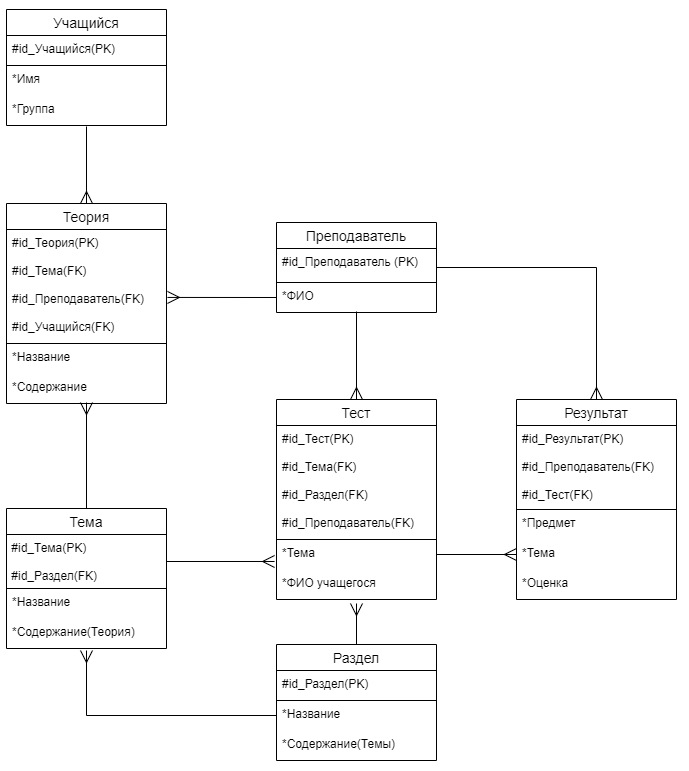 Учащийся
#id_Учащийся(PK)
*Имя
*Группа
Теория
#id_Теория(PK)
#id_Тема(FK)
#id_Преподаватель(FK)
#id_Учащийся(FK)
*Название
*Содержание
Преподаватель
#id_Преподаватель (PK)
*ФИО
Тест
#id_Тест(PK)
#id_Тема(FK)
#id_Раздел(FK)
#id_Преподаватель(FK)
*Тема
*ФИО учащегося
Результат
#id_Результат(PK)
#id_Преподаватель(FK)
#id_Тест(FK)
*Предмет
*Тема
*Оценка
Тема
#id_Тема(PK)
#id_Раздел(FK)
*Название
*Содержание(Теория)
Раздел
#id_Раздел(PK)
*Название
*Содержание(Темы)